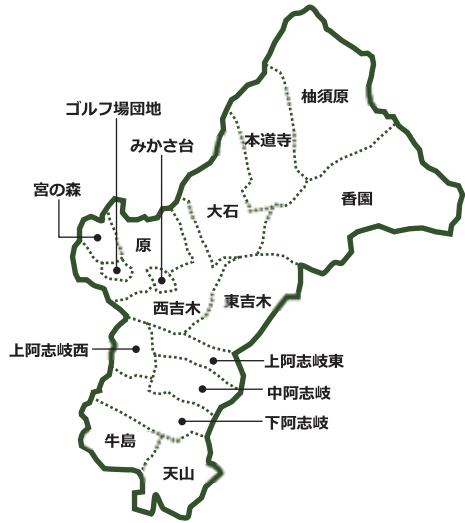 柚須原
ゴルフ場団地
本道寺
みかさ台
宮の森
香園
大石
原
東吉木
西吉木
上阿志岐西
上阿志岐東
中阿志岐
下阿志岐
牛島
天山